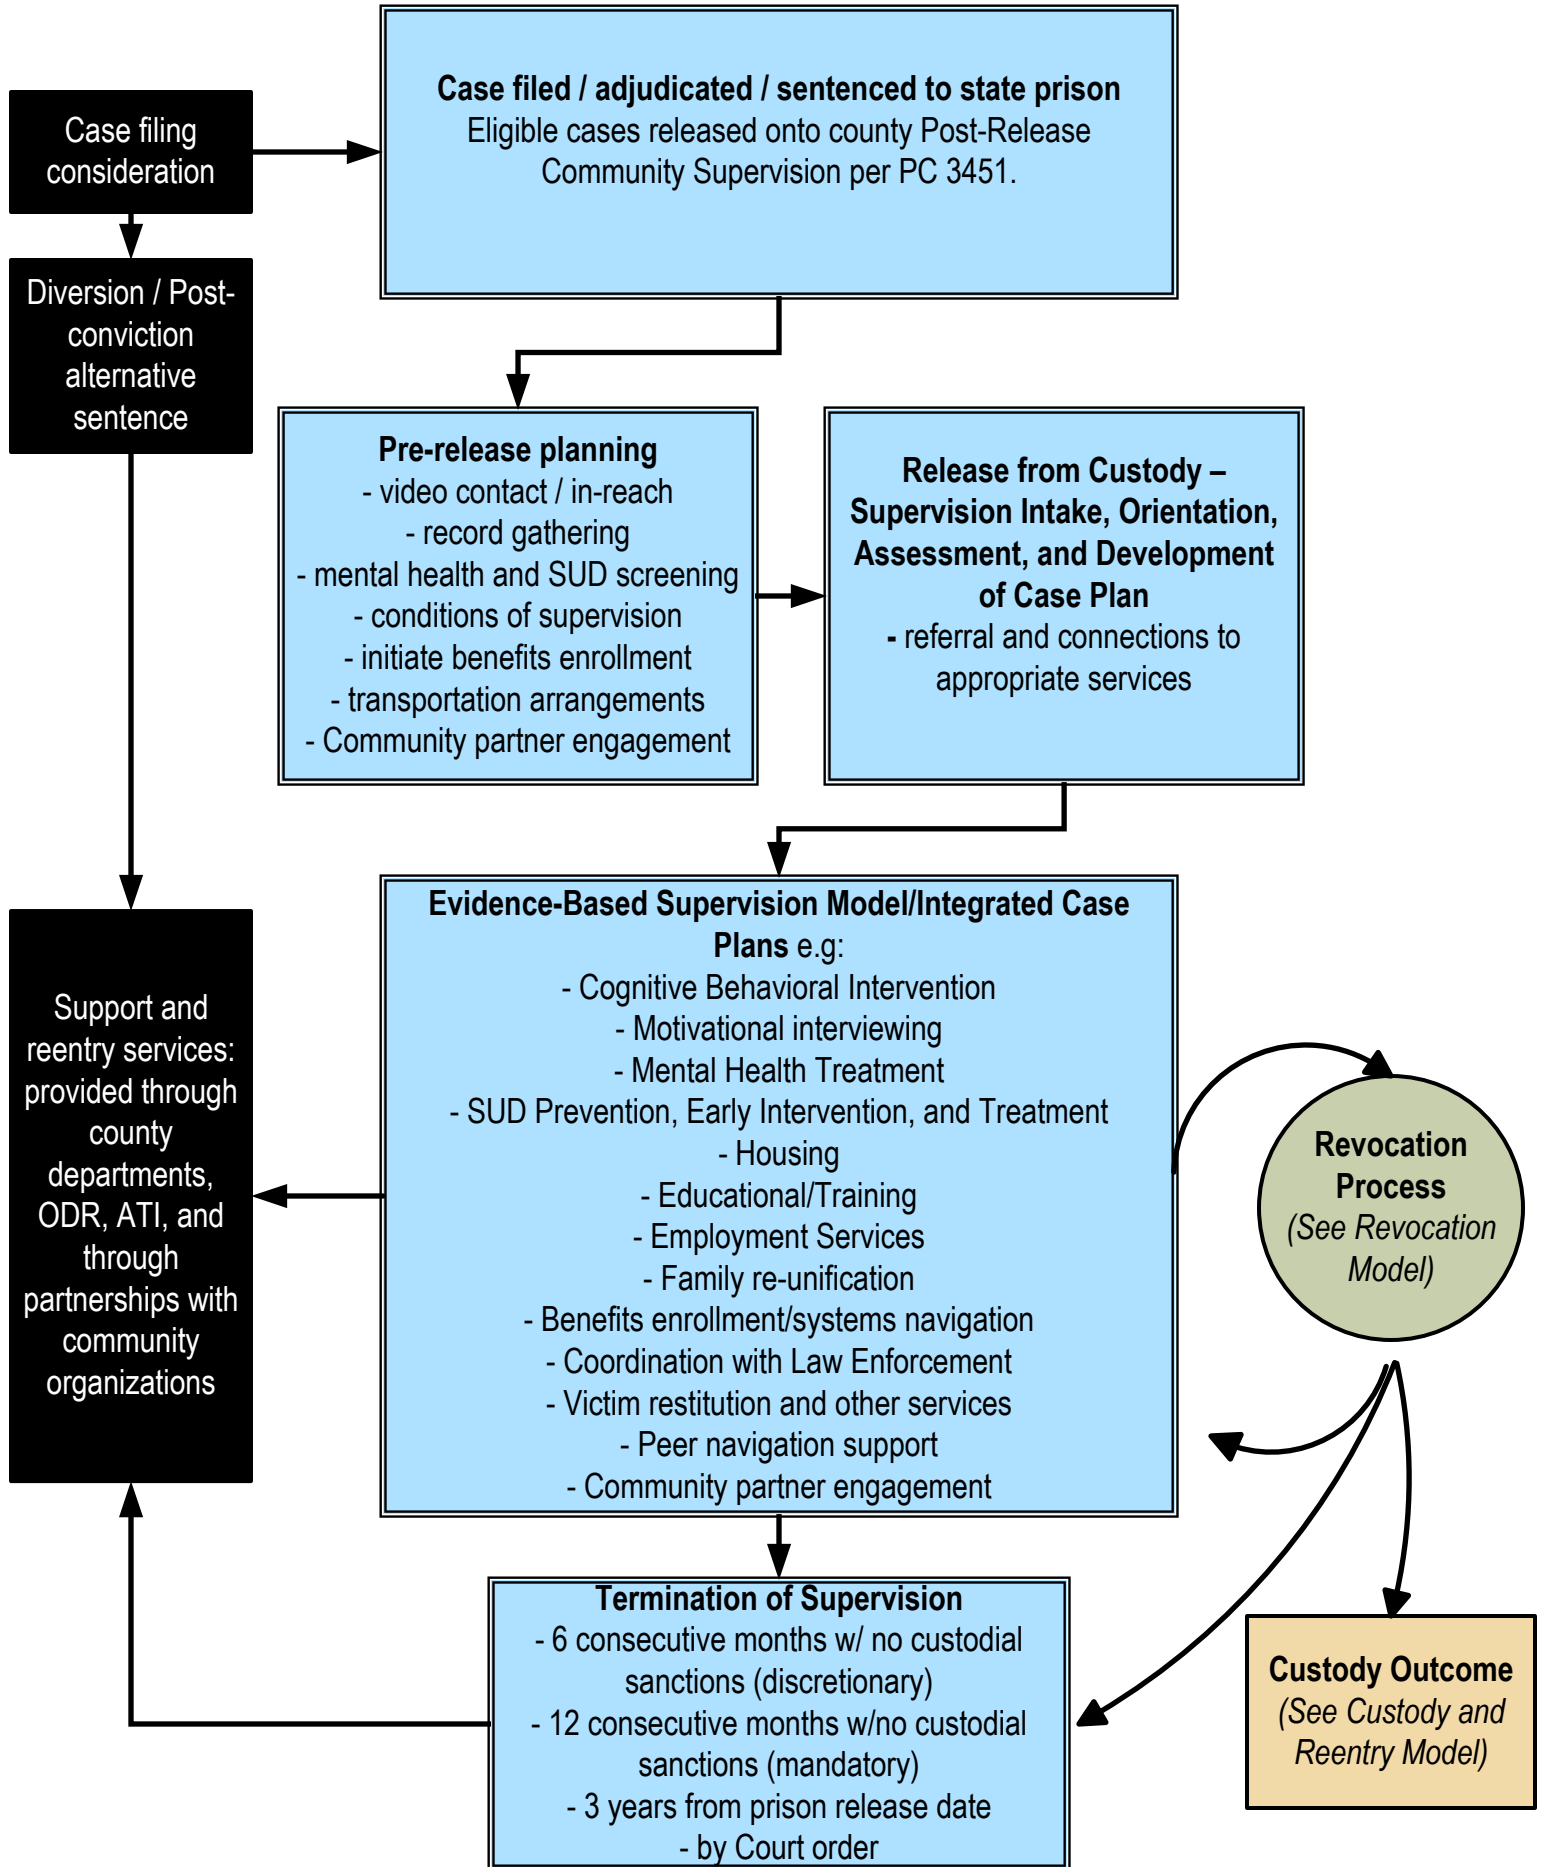 Case filed / adjudicated / sentenced to state prison
Eligible cases released onto county Post-Release
Community Supervision per PC 3451.
Case filing
consideration
Diversion / Post-
conviction
alternative
sentence
Pre-release planning
- video contact / in-reach
- record gathering
- mental health and SUD screening
- conditions of supervision
- initiate benefits enrollment
- transportation arrangements
- Community partner engagement
Release from Custody –
Supervision Intake, Orientation,
Assessment, and Development
of Case Plan
- referral and connections to
appropriate services
Evidence-Based Supervision Model/Integrated Case
Plans e.g:
- Cognitive Behavioral Intervention
- Motivational interviewing
- Mental Health Treatment
- SUD Prevention, Early Intervention, and Treatment
- Housing
- Educational/Training
- Employment Services
- Family re-unification
- Benefits enrollment/systems navigation
- Coordination with Law Enforcement
- Victim restitution and other services
- Peer navigation support
- Community partner engagement
Support and
reentry services:
provided through
county
departments,
ODR, ATI, and
through
partnerships with
community
organizations
Revocation
Process
(See Revocation
Model)
Termination of Supervision
- 6 consecutive months w/ no custodial
sanctions (discretionary)
- 12 consecutive months w/no custodial
sanctions (mandatory)
- 3 years from prison release date
- by Court order
Custody Outcome
(See Custody and
Reentry Model)